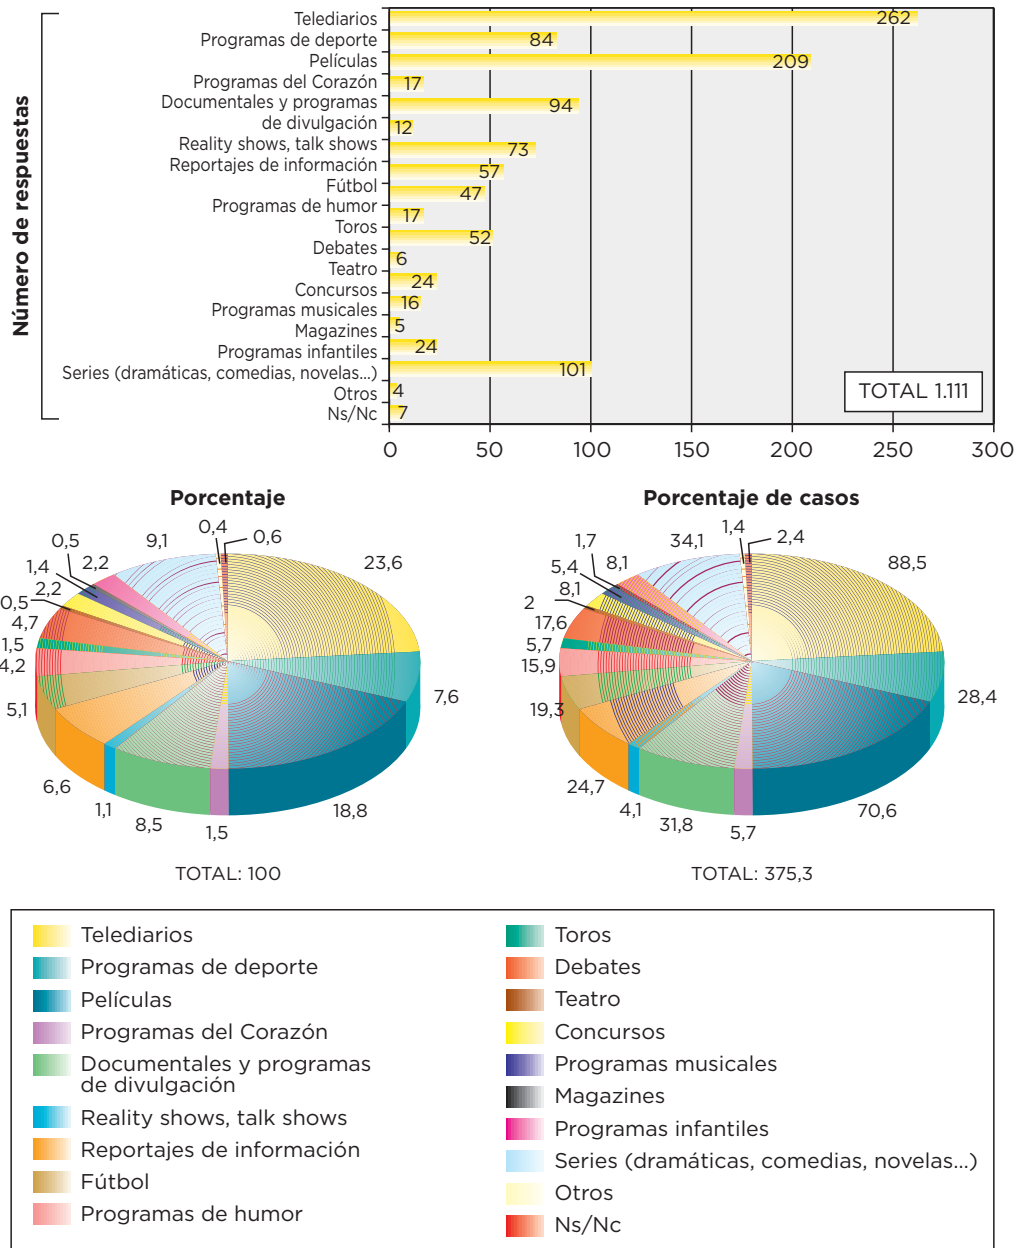 Número de respuestas
Telediarios 262
Programas de deporte 84
Películas 209
Programas del Corazón 17
Documentales y programas 94
de divulgación 12
Reality shows, talk shows 73
Reportajes de información 57
Fútbol 47
Programas de humor 17
Toros 52
Debates 6
Teatro 24
Concursos 16
Programas musicales 5
Magazines 24
Programas infantiles
Series (dramáticas, comedias, novelas...) 101
Otros 4
Ns/Nc 7
TOTAL 1.111
0 50 100 150 200 250 300
Porcentaje
23,6
7,6
18,8
1,5
8,5
1,1
6,6
5,1
4,2
1,5
4,7
0,5
2,2
1,4
0,5
2,2
9,1
0,4
0,6
TOTAL: 100
Porcentaje de casos
88,5
28,4
70,6
5,7
31,8
4,1
24,7
19,3
15,9
5,7
17,6
2
8,1
5,4
1,7
8,1
34,1
1,4
2,4
TOTAL: 375,3
Telediarios
Programas de deporte
Películas
Programas del Corazón
Documentales y programas
de divulgación
Reality shows, talk shows
Reportajes de información
Fútbol
Programas de humor
Toros
Debates
Teatro
Concursos
Programas musicales
Magazines
Programas infantiles
Series (dramáticas, comedias, novelas...)
Otros
Ns/Nc